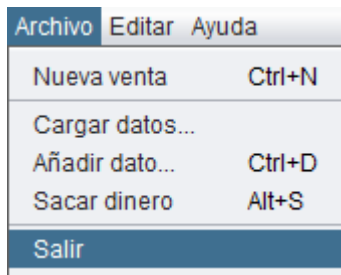 Archivo Editar Ayuda
Nueva venta Ctrl+N
Cargar datos...
Añadir dato... Ctrl+D
Sacar dinero Alt+S
Salir